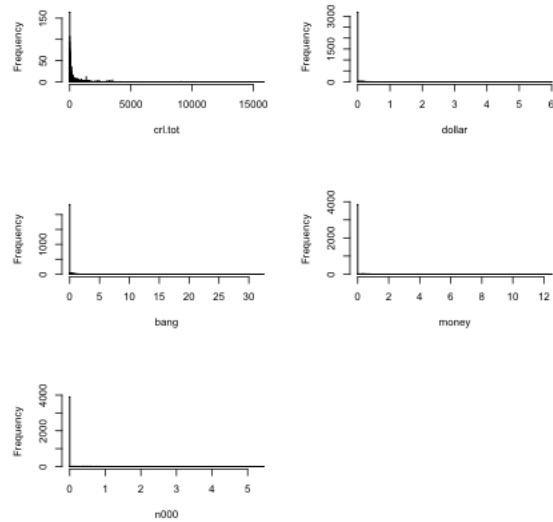 Frequency
0 50 150
0 5000 10000 15000
crl.tot
Frequency
0 1500 3000
0 1 2 3 4 5 6
dollar
Frequency
0 1000
0 5 10 15 20 25 30
bang
Frequency
0 2000 4000
0 2 4 6 8 10 12
money
Frequency
0 2000 4000
0 1 2 3 4 5
n000